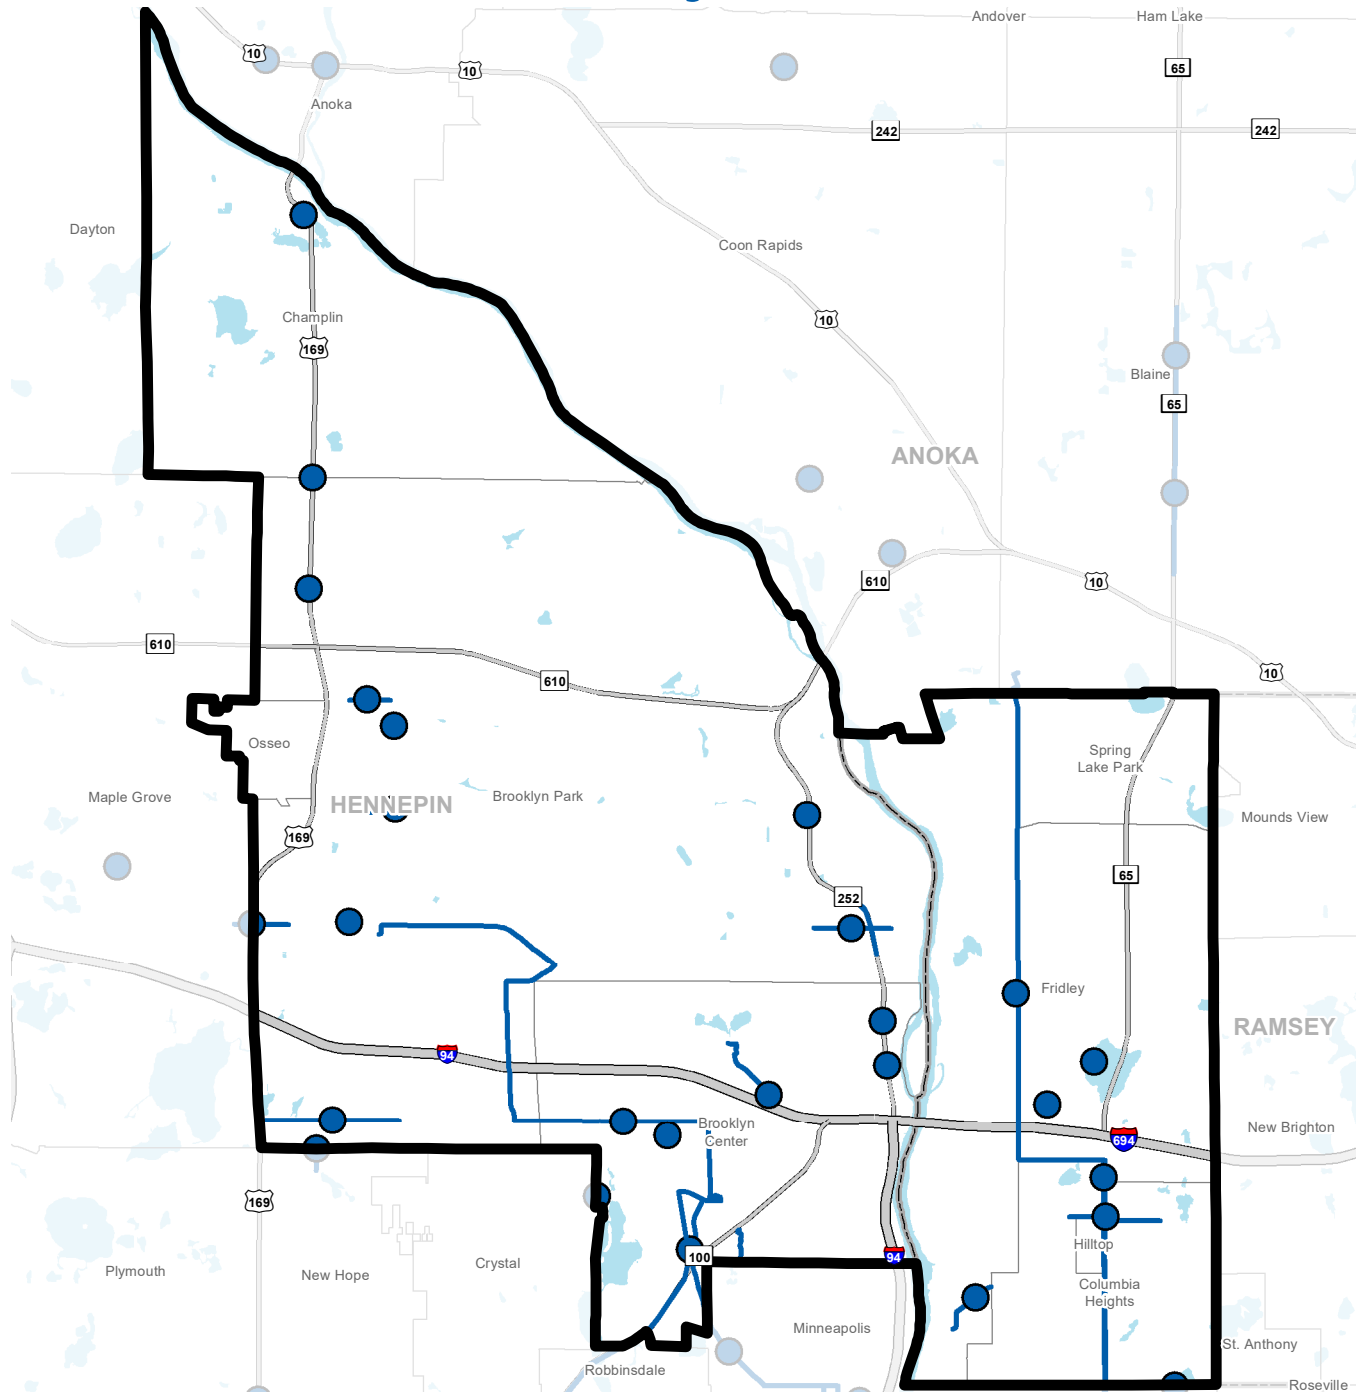 Andover
Ham Lake
10
10
65
Anoka
242
242
Dayton
Coon Rapids
Champlin
10
169
Blaine
65
ANOKA
610
10
610
610
10
Osseo
Spring
Lake Park
Maple Grove
HENNEPIN
Brooklyn Park
Mounds View
169
65
252
Fridley
RAMSEY
94
Brooklyn
Center
New Brighton
694
169
Hilltop
100
94
Plymouth
New Hope
Crystal
Columbia
Heights
Minneapolis
St. Anthony
Robbinsdale
Roseville